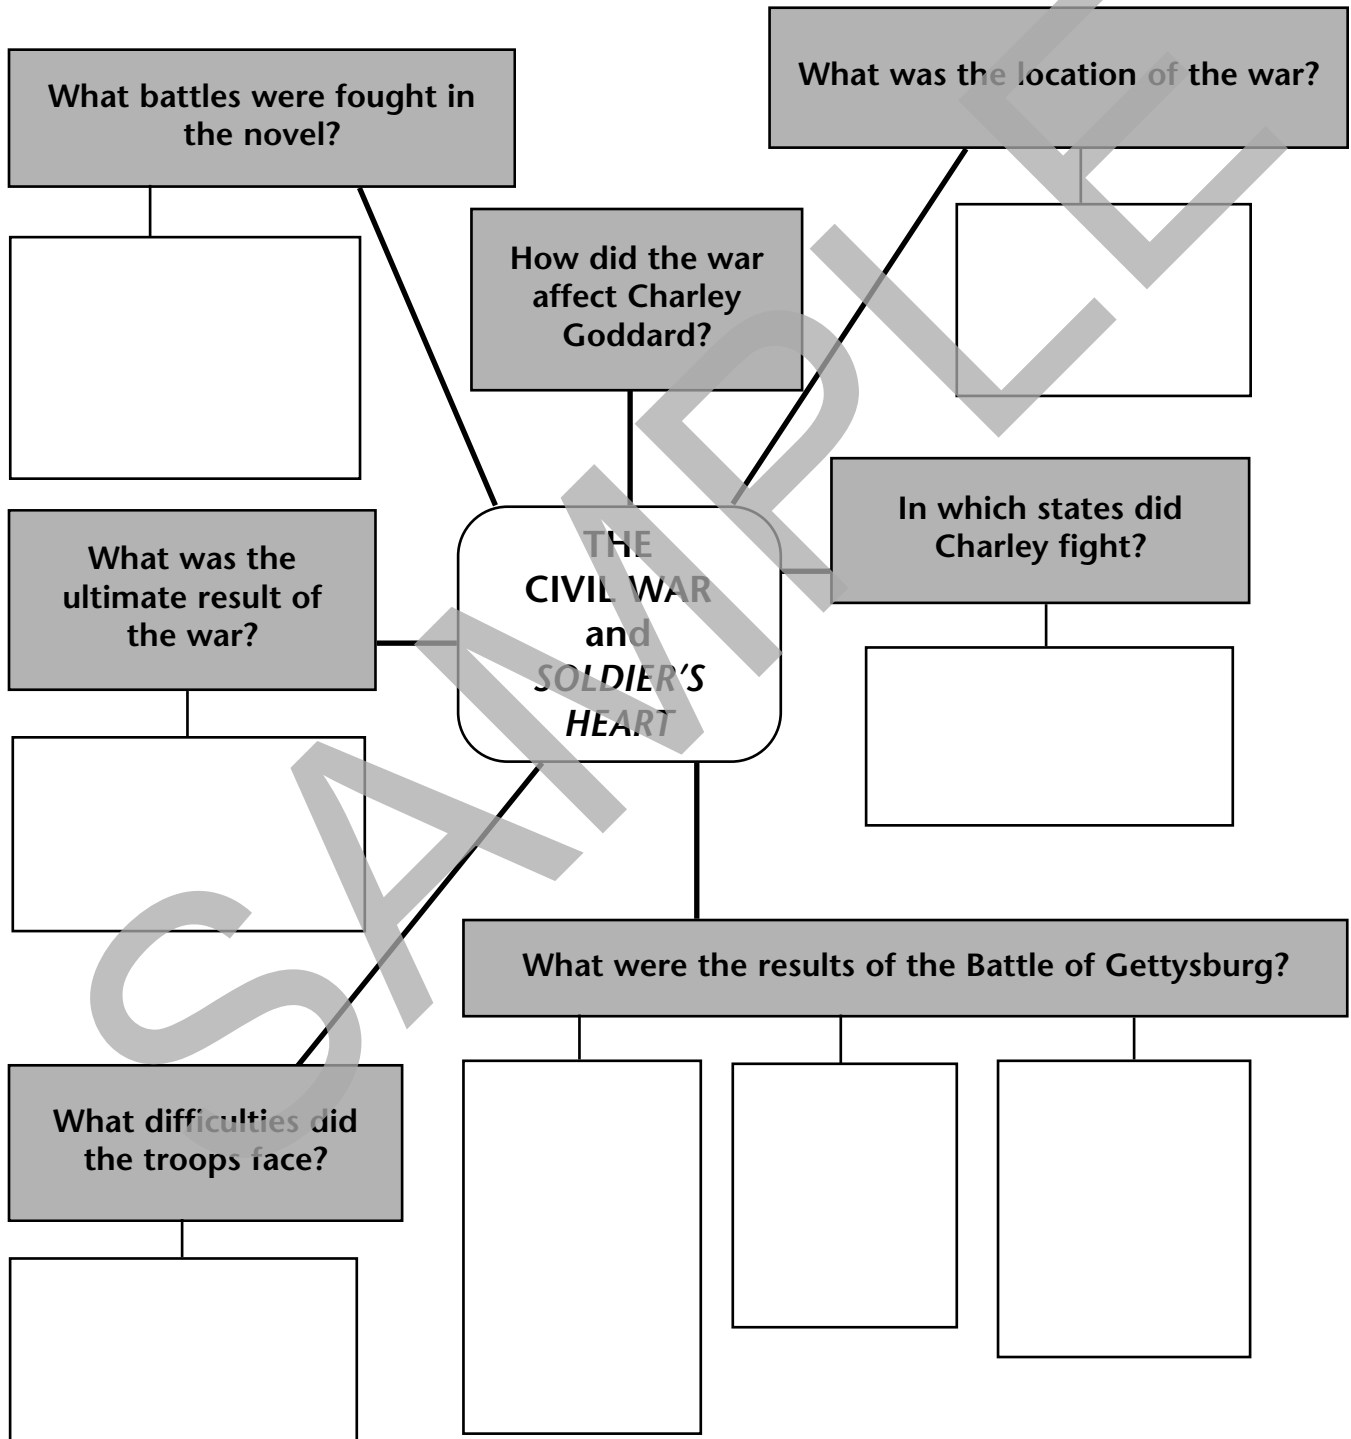 What battles were fought in
the novel?
What was the location of the war?
How did the war
affect Charley
Goddard?
In which states did
Charley fight?
What was the
ultimate result of
the war?
THE
CIVIL WAR
and
SOLDIER'S
HEART
What were the results of the Battle of Gettysburg?
What difficulties did
the troops face?
SAMPLE